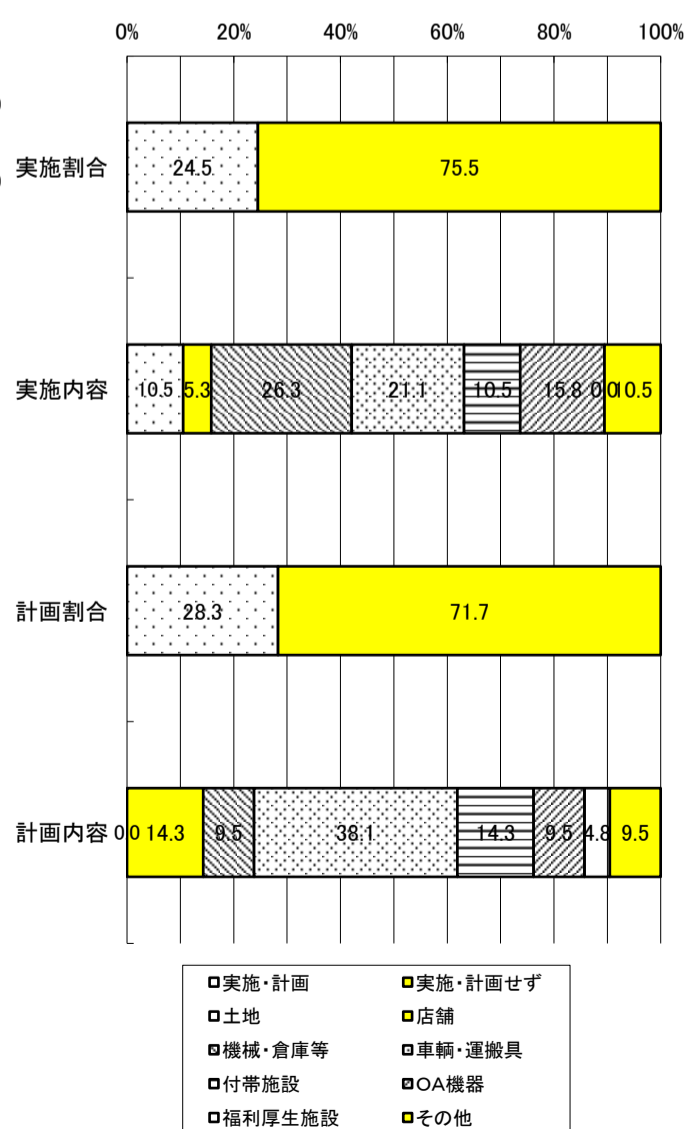 0% 20% 40% 60% 80% 100%
実施割合 24.5 75.5
実施内容 10.5 5.3 26.3 21.1 10.5 15.8 0.0 10.5
計画割合 28.3 71.7
計画内容 0.0 14.3 9.5 38.1 14.3 9.5 4.8 9.5
実施・計画 実施・計画せず
土地 店舗
機械・倉庫等 車輌・運搬具
付帯施設 OA機器
福利厚生施設 その他